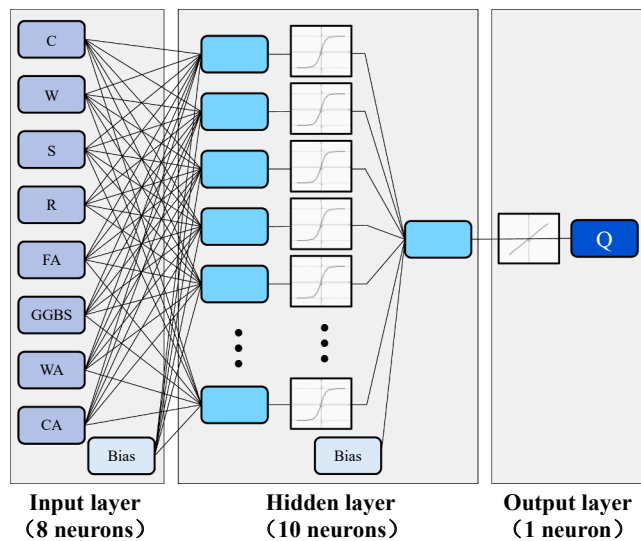 C
W
S
R
FA
GGBS
WA
CA
Bias
Bias
Q
Input layer
（8 neurons）
Hidden layer
（10 neurons）
Output layer
（1 neuron）